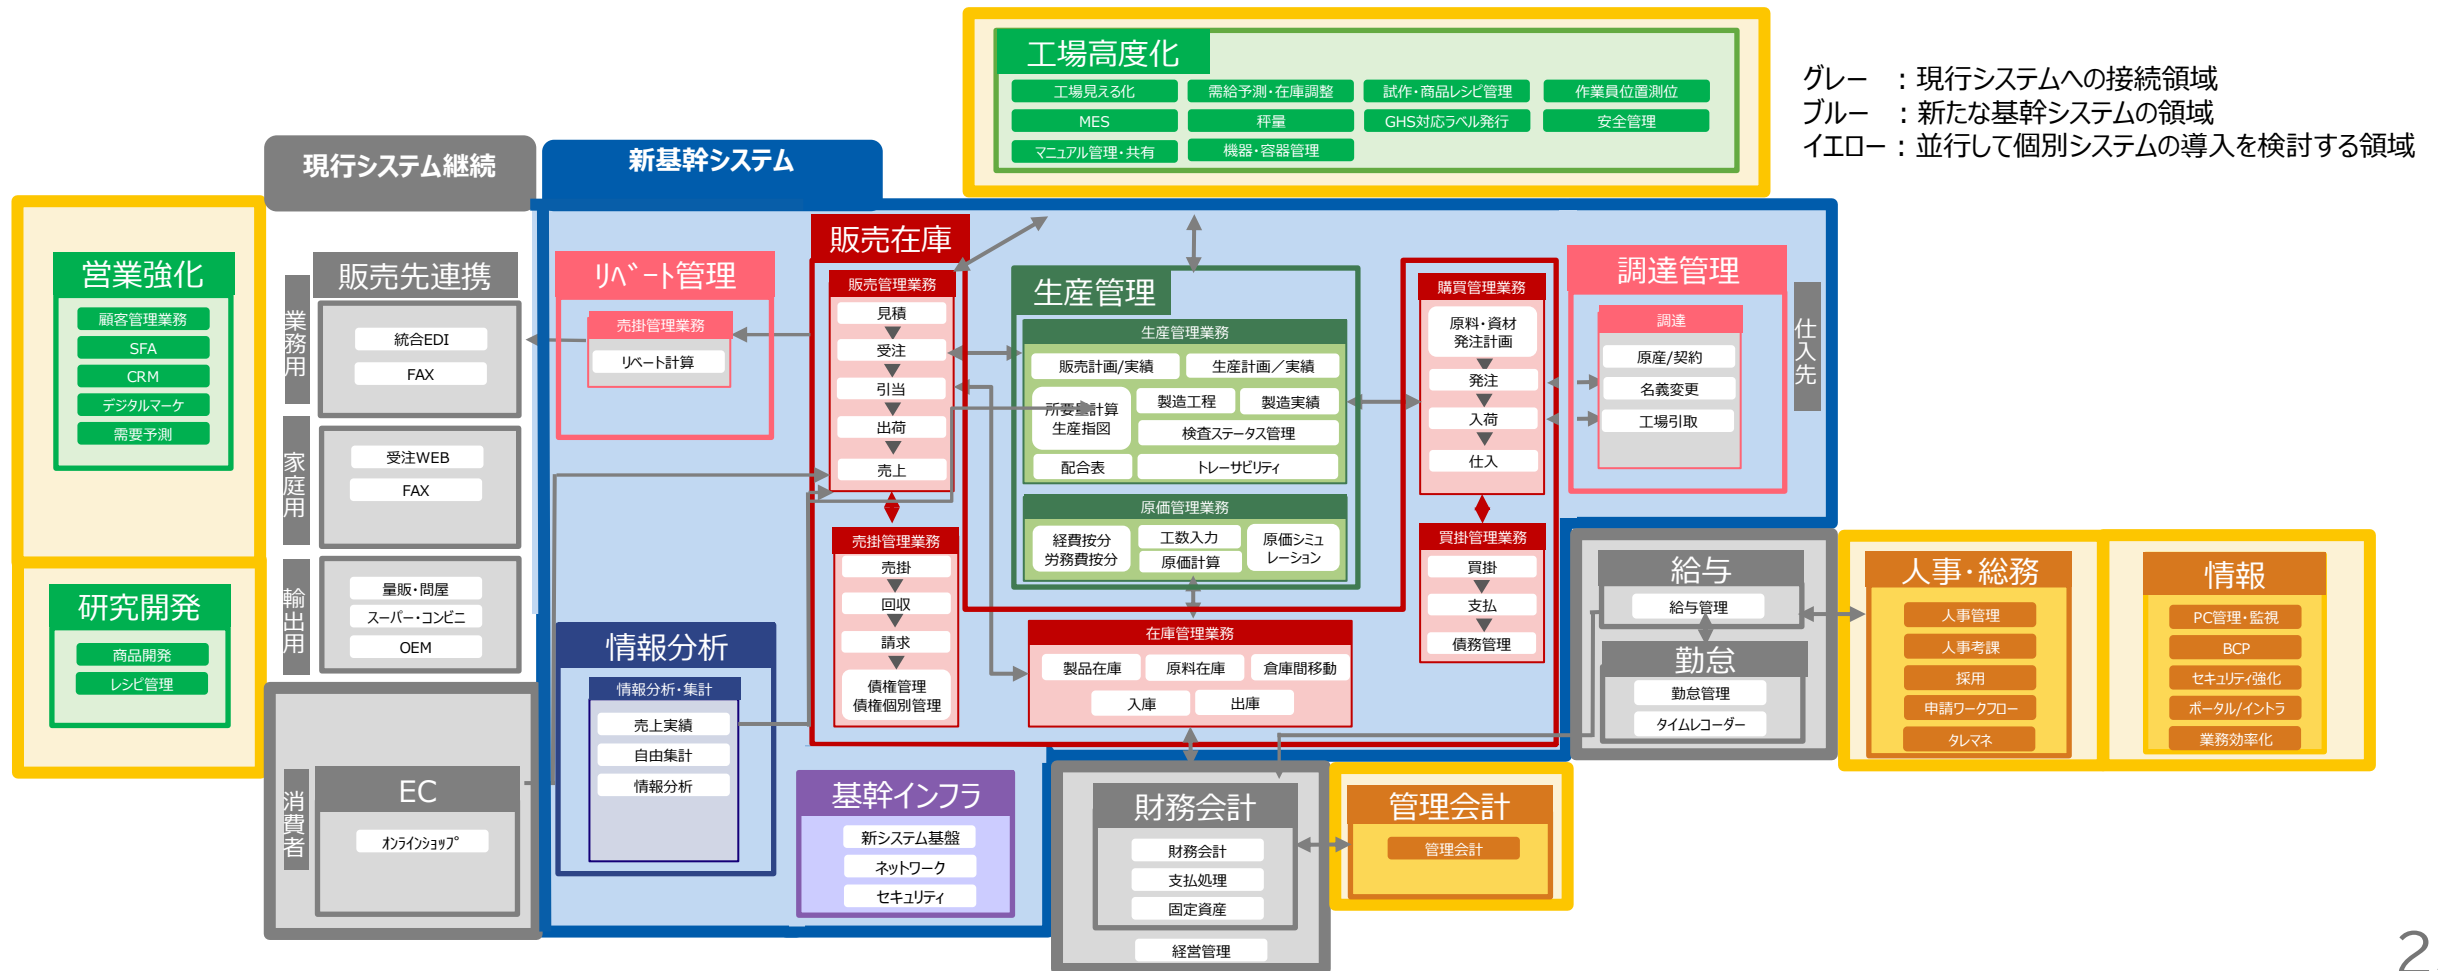 工場高度化
工場見える化
需給予測・在庫調整
試作・商品レシピ管理
作業員位置測位
MES
秤量
GHS対応ラベル発行
安全管理
マニュアル管理・共有
機器・容器管理
グレー　：現行システムへの接続領域
ブルー　：新たな基幹システムの領域
イエロー：並行して個別システムの導入を検討する領域
現行システム継続
新基幹システム
営業強化
顧客管理業務
SFA
CRM
デジタルマーケ
需要予測
研究開発
商品開発
レシピ管理
業務用
家庭用
輸出用
消費者
販売先連携
統合EDI
FAX
受注WEB
FAX
量販・問屋
スーパー・コンビニ
OEM
EC
オンラインショップ
リベート管理
売掛管理業務
リベート計算
情報分析
情報分析・集計
売上実績
自由集計
情報分析
販売在庫
販売管理業務
見積
受注
引当
出荷
売上
売掛管理業務
売掛
回収
請求
債権管理
債権個別管理
基幹インフラ
新システム基盤
ネットワーク
セキュリティ
生産管理
生産管理業務
販売計画/実績
生産計画／実績
所要量計算
生産指図
製造工程
製造実績
検査ステータス管理
配合表
トレーサビリティ
原価管理業務
経費按分
労務費按分
工数入力
原価計算
原価シミュ
レーション
在庫管理業務
製品在庫
原料在庫
倉庫間移動
入庫
出庫
購買管理業務
原料・資材
発注計画
発注
入荷
仕入
買掛管理業務
買掛
支払
債務管理
調達管理
調達
原産/契約
名義変更
工場引取
仕入先
給与
給与管理
勤怠
勤怠管理
タイムレコーダー
人事・総務
人事管理
人事考課
採用
申請ワークフロー
タレマネ
情報
PC管理・監視
BCP
セキュリティ強化
ポータル/イントラ
業務効率化
財務会計
財務会計
支払処理
固定資産
経営管理
管理会計
管理会計
2